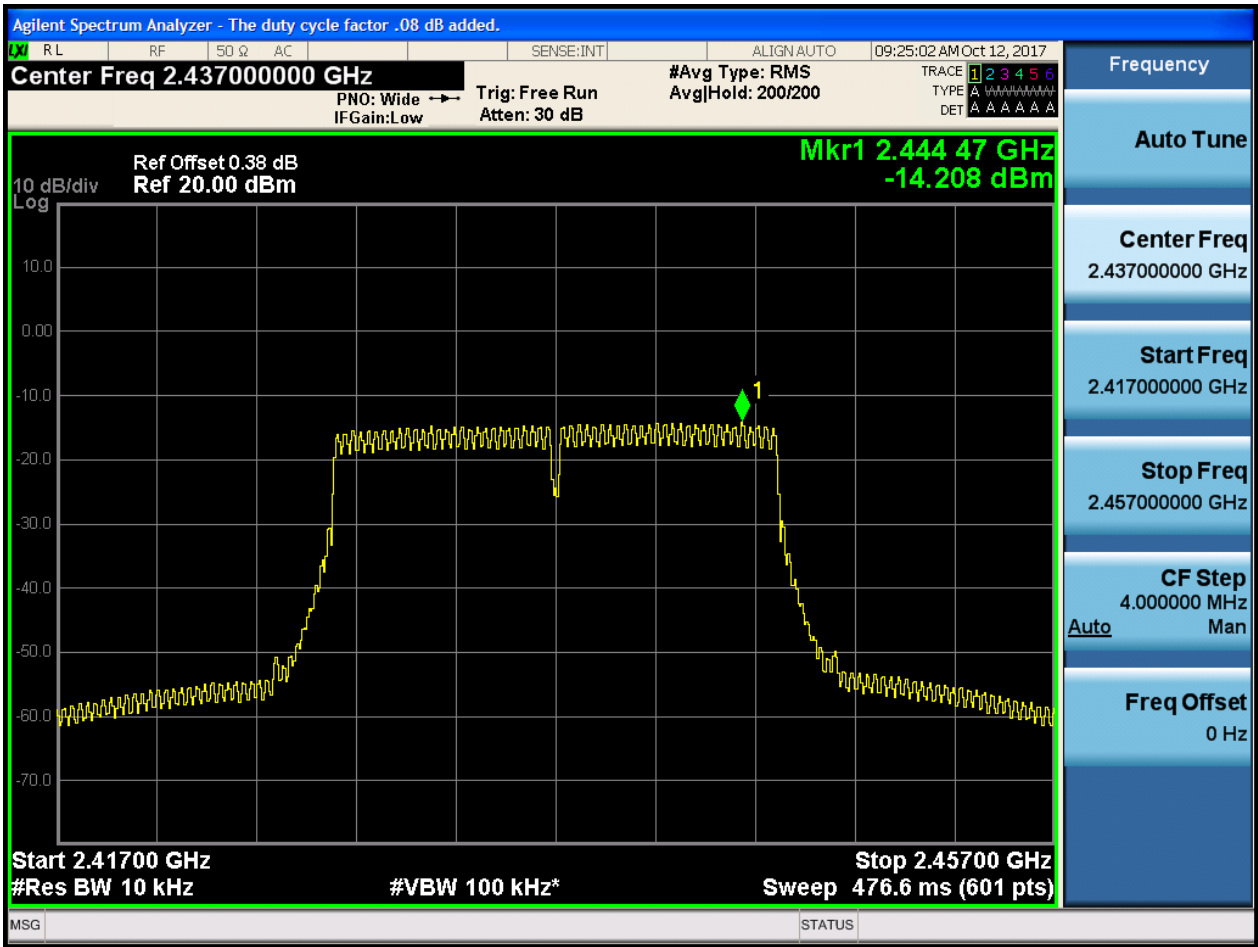 Agilent Spectrum Analyzer - The duty cycle factor .08 dB added.
LXI RL RF 50 Ω AC SENSE:INT ALIGN AUTO 09:25:02 AM Oct 12, 2017
Center Freq 2.437000000 GHz
PNO: Wide
IFGain:Low
Trig: Free Run
Atten: 30 dB
#Avg Type: RMS
Avg|Hold: 200/200
TRACE 1 2 3 4 5 6
TYPE A WWWWW
DET A A A A A A
Ref Offset 0.38 dB
10 dB/div Ref 20.00 dBm
Log
Mkr1 2.444 47 GHz
-14.208 dBm
10.0
0.00
-10.0
-20.0
-30.0
-40.0
-50.0
-60.0
-70.0
1
Start 2.41700 GHz
Stop 2.45700 GHz
#Res BW 10 kHz
#VBW 100 kHz*
Sweep 476.6 ms (601 pts)
MSG
STATUS
Frequency
Auto Tune
Center Freq
2.437000000 GHz
Start Freq
2.417000000 GHz
Stop Freq
2.457000000 GHz
CF Step
4.000000 MHz
Auto Man
Freq Offset
0 Hz